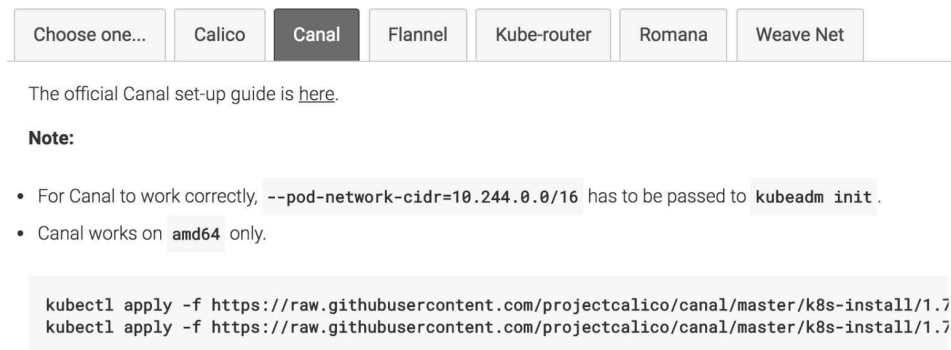 Choose one... Calico Canal Flannel Kube-router Romana Weave Net
The official Canal set-up guide is here.
Note:
• For Canal to work correctly, --pod-network-cidr=10.244.0.0/16 has to be passed to kubeadm init .
• Canal works on amd64 only.
kubectl apply -f https://raw.githubusercontent.com/projectcalico/canal/master/k8s-install/1.7
kubectl apply -f https://raw.githubusercontent.com/projectcalico/canal/master/k8s-install/1.7